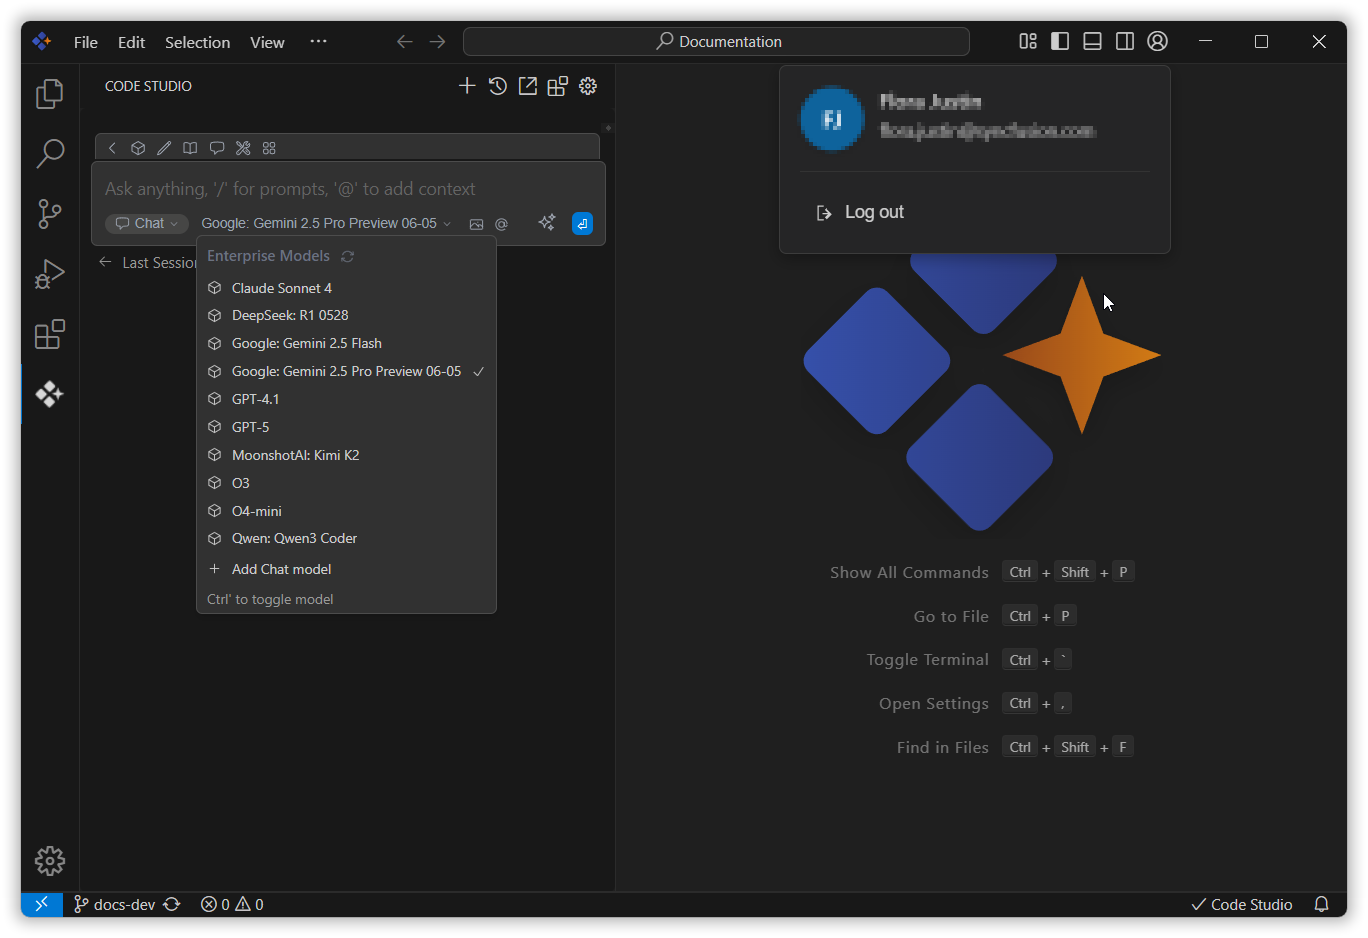 File Edit Selection View ··· Documentation
CODE STUDIO
Ask anything, '/' for prompts, '@' to add context
Chat Google: Gemini 2.5 Pro Preview 06-05
Last Session
Enterprise Models
Claude Sonnet 4
DeepSeek: R1 0528
Google: Gemini 2.5 Flash
Google: Gemini 2.5 Pro Preview 06-05
GPT-4.1
GPT-5
MoonshotAI: Kimi K2
O3
O4-mini
Qwen: Qwen3 Coder
+ Add Chat model
Ctrl' to toggle model
FJ
Log out
Show All Commands Ctrl + Shift + P
Go to File Ctrl + P
Toggle Terminal Ctrl + `
Open Settings Ctrl + ,
Find in Files Ctrl + Shift + F
docs-dev 0 0 Code Studio